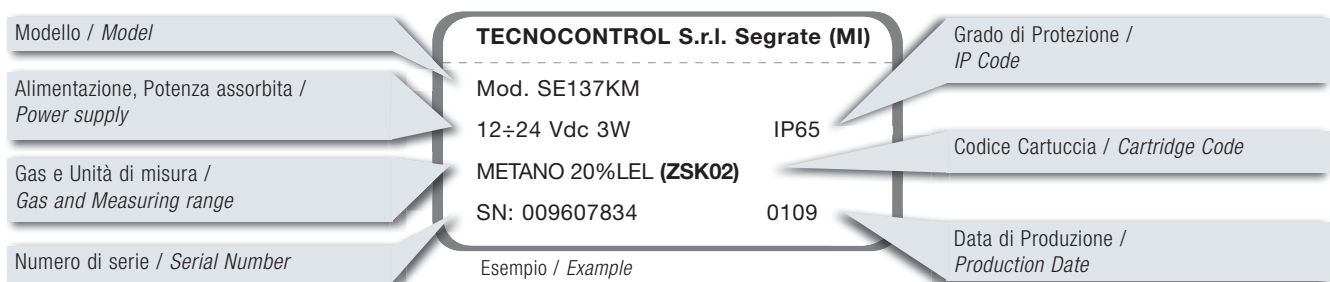 Modello / Model
Alimentazione, Potenza assorbita /
Power supply
Gas e Unità di misura /
Gas and Measuring range
Numero di serie / Serial Number
TECNOCONTROL S.r.l. Segrate (MI)
Mod. SE137KM
12÷24 Vdc 3W IP65
METANO 20%LEL (ZSK02)
SN: 009607834 0109
Esempio / Example
Grado di Protezione /
IP Code
Codice Cartuccia / Cartridge Code
Data di Produzione /
Production Date